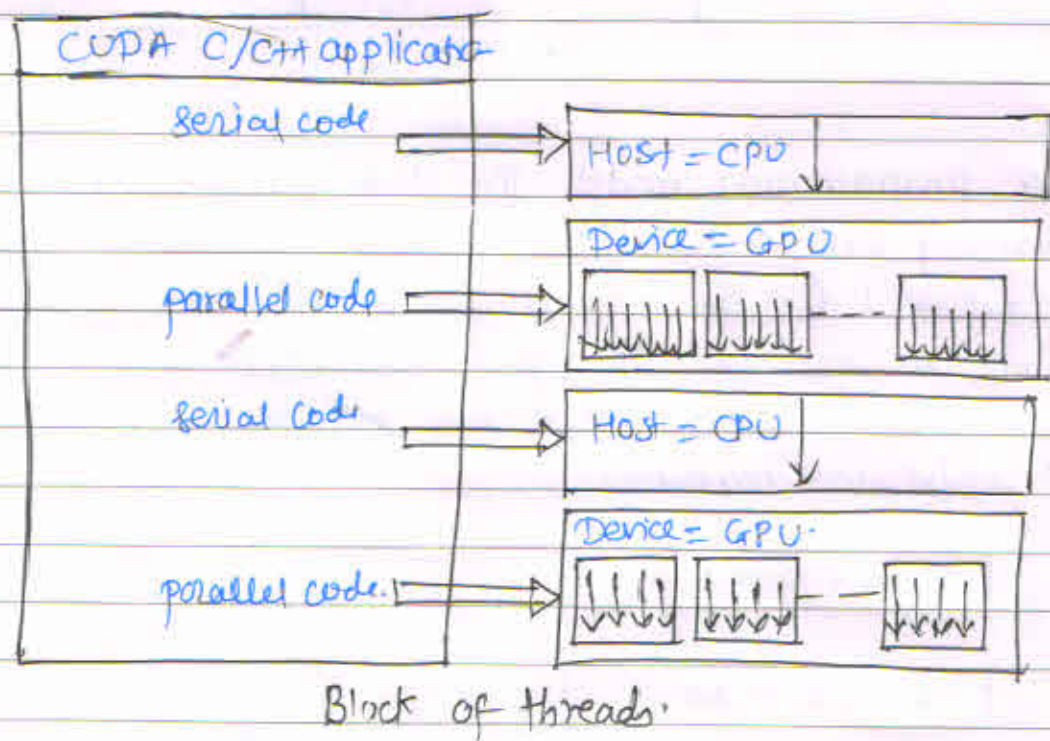 CUDA C/C++ application
serial code
Host = CPU
Device = GPU
parallel code
serial code
Host = CPU
Device = GPU.
parallel code.
Block of threads.